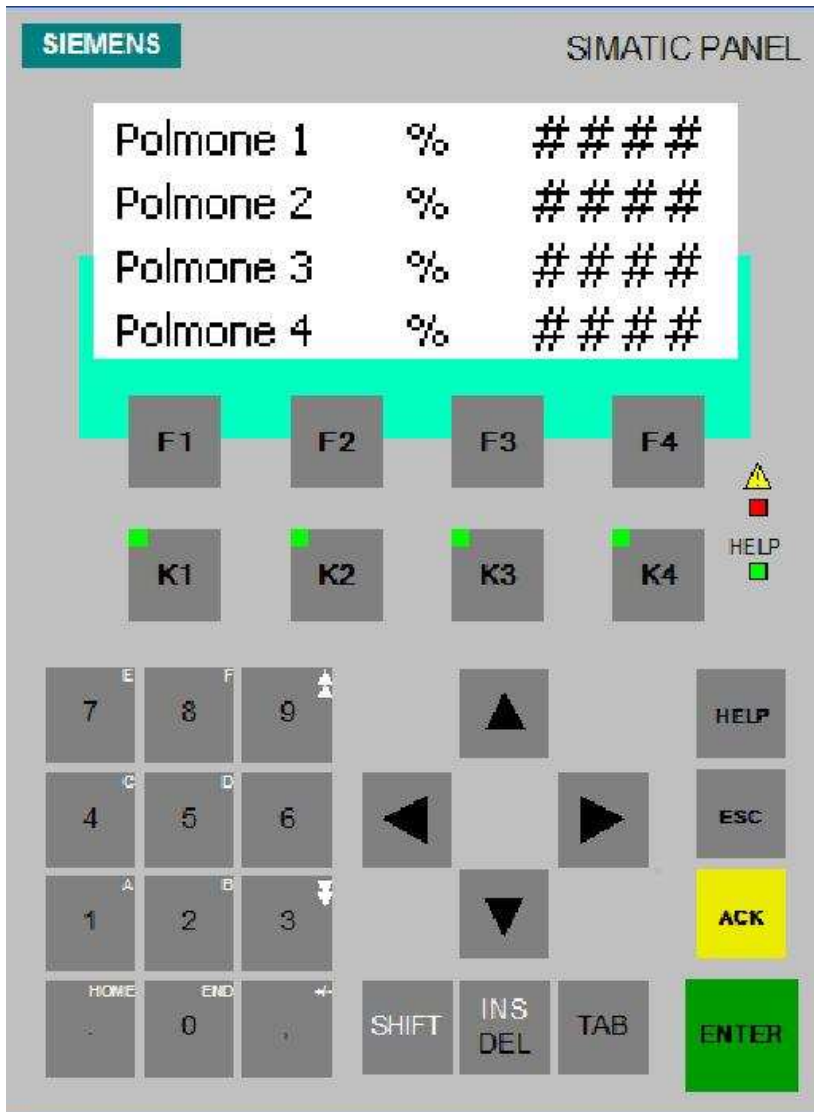 SIEMENS SIMATIC PANEL
Polmone 1 % ####
Polmone 2 % ####
Polmone 3 % ####
Polmone 4 % ####
F1 F2 F3 F4
HELP
K1 K2 K3 K4
E F
7 8 9 HELP
C D
4 5 6 ESC
A B
1 2 3 ACK
HOME END +/-
. 0 , SHIFT INS DEL TAB ENTER